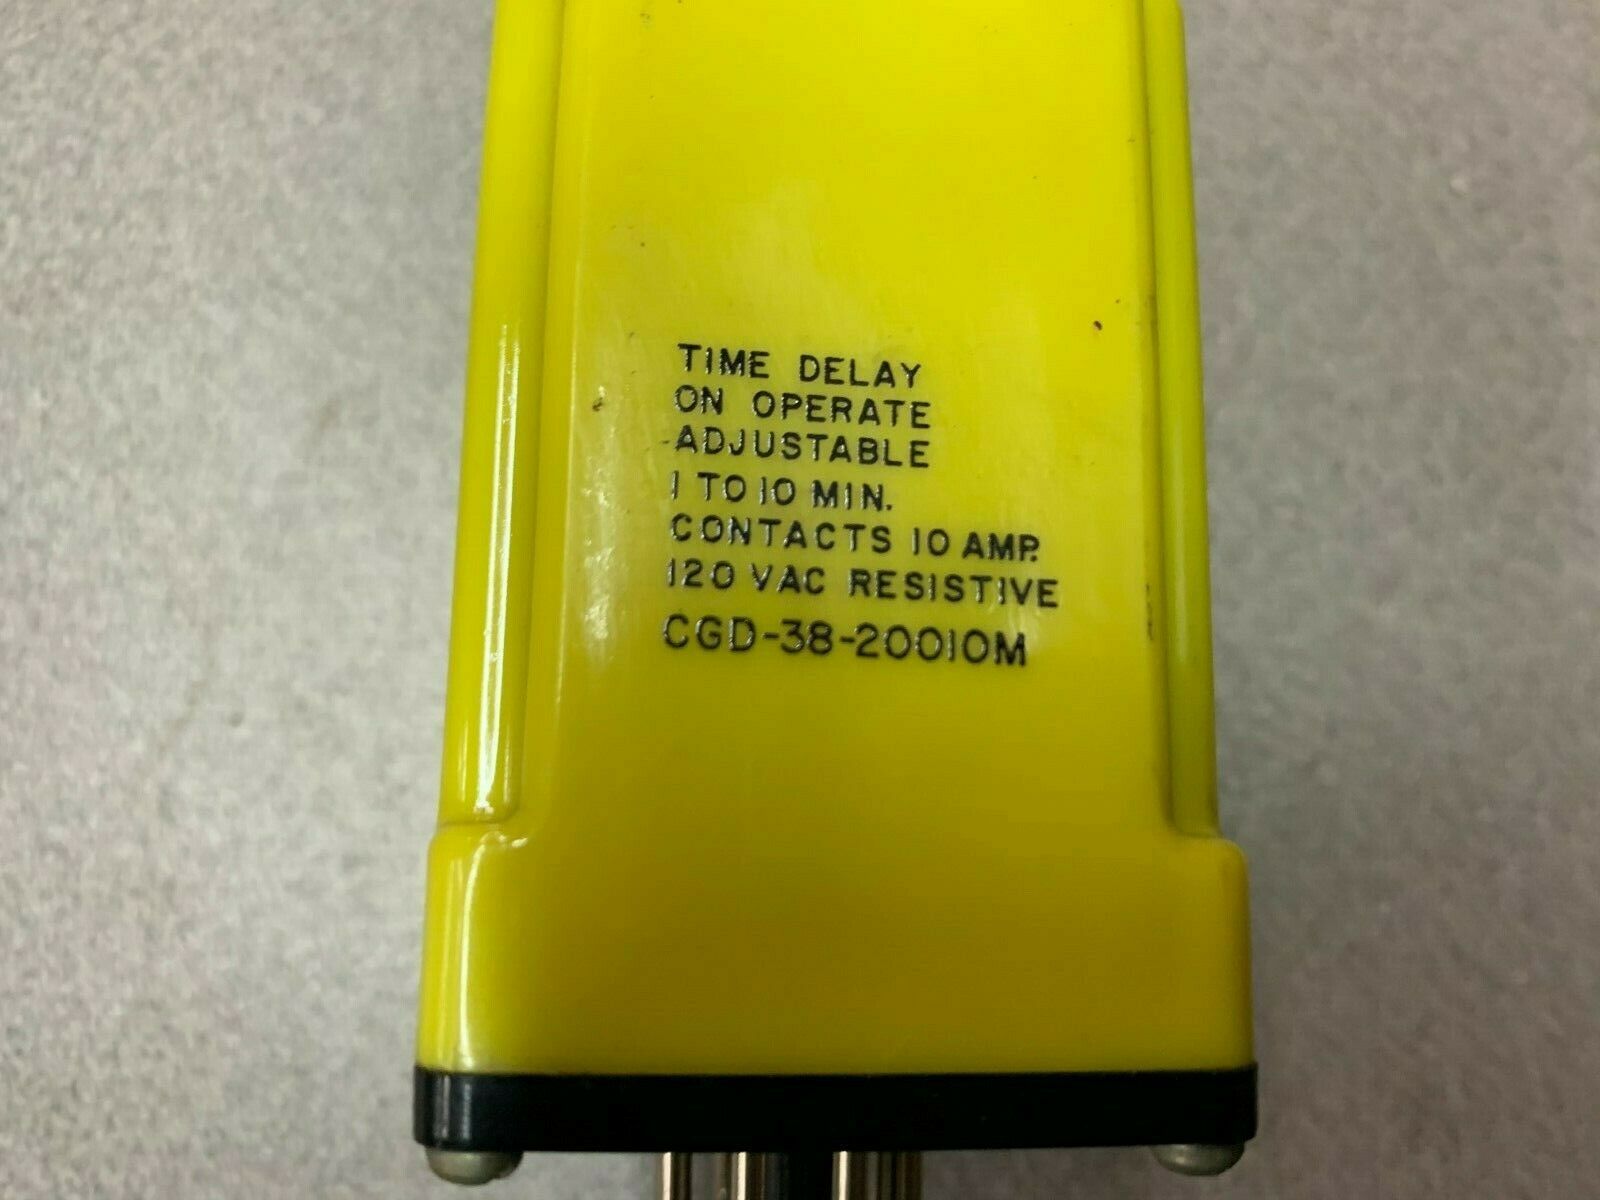 TIME DELAY
ON OPERATE
ADJUSTABLE
1 TO 10 MIN.
CONTACTS 10 AMP.
120 VAC RESISTIVE
CGD-38-20010M